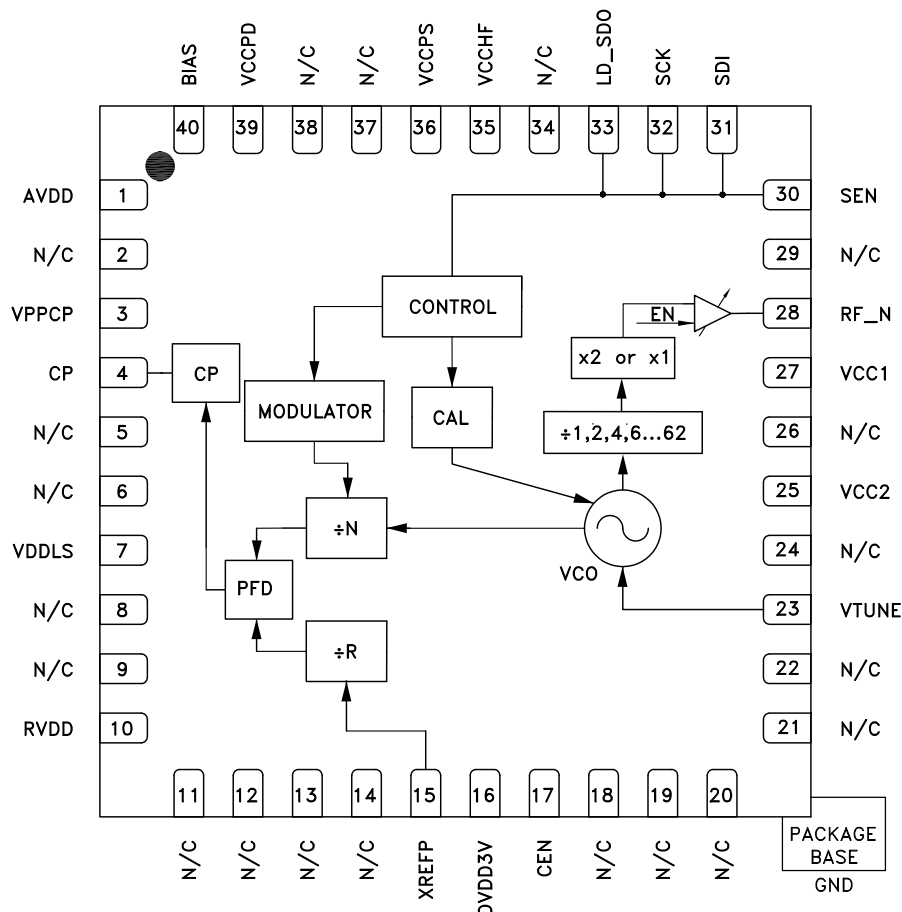 BIAS
VCCPD
N/C
N/C
VCCPS
VCCHF
N/C
LD_SDO
SCK
SDI
40
39
38
37
36
35
34
33
32
31
AVDD
1
30
SEN
N/C
2
29
N/C
VPPCP
3
CONTROL
EN
28
RF_N
CP
4
CP
x2 or x1
27
VCC1
MODULATOR
CAL
N/C
5
÷1,2,4,6...62
26
N/C
N/C
6
25
VCC2
÷N
VDDLS
7
VCO
24
N/C
PFD
N/C
8
23
VTUNE
÷R
N/C
9
22
N/C
RVDD
10
21
N/C
11
12
13
14
15
16
17
18
19
20
N/C
N/C
N/C
N/C
XREFP
DVDD3V
CEN
N/C
N/C
N/C
PACKAGE
BASE
GND